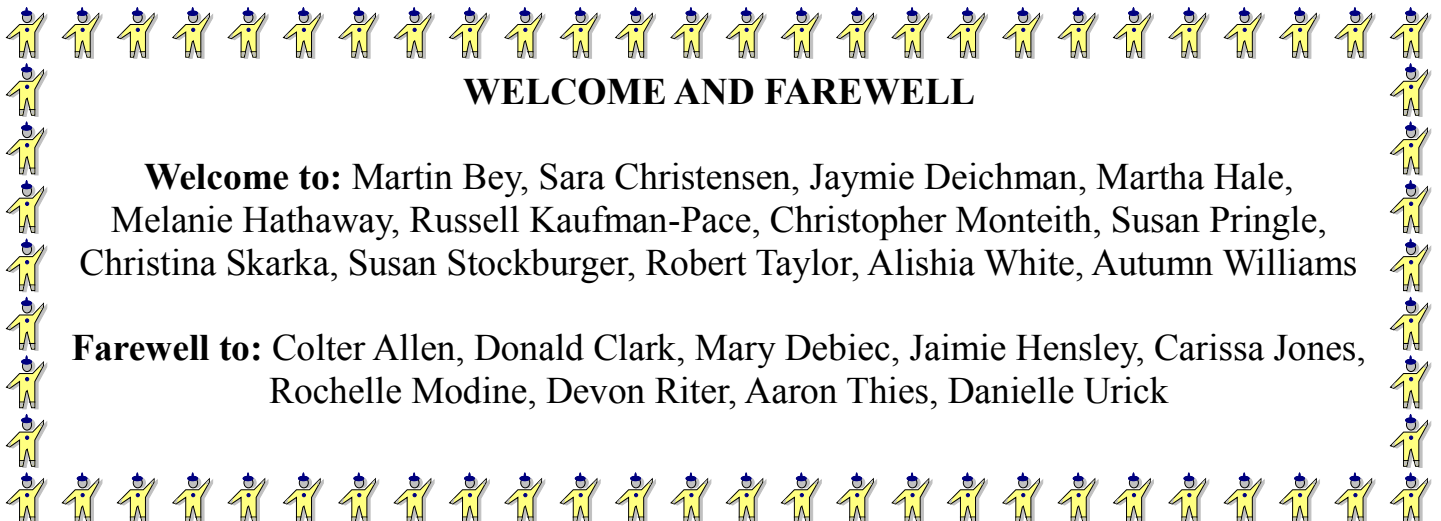 WELCOME AND FAREWELL
Welcome to: Martin Bey, Sara Christensen, Jaymie Deichman, Martha Hale,
Melanie Hathaway, Russell Kaufman-Pace, Christopher Monteith, Susan Pringle,
Christina Skarka, Susan Stockburger, Robert Taylor, Alishia White, Autumn Williams
Farewell to: Colter Allen, Donald Clark, Mary Debiec, Jaimie Hensley, Carissa Jones,
Rochelle Modine, Devon Riter, Aaron Thies, Danielle Urick